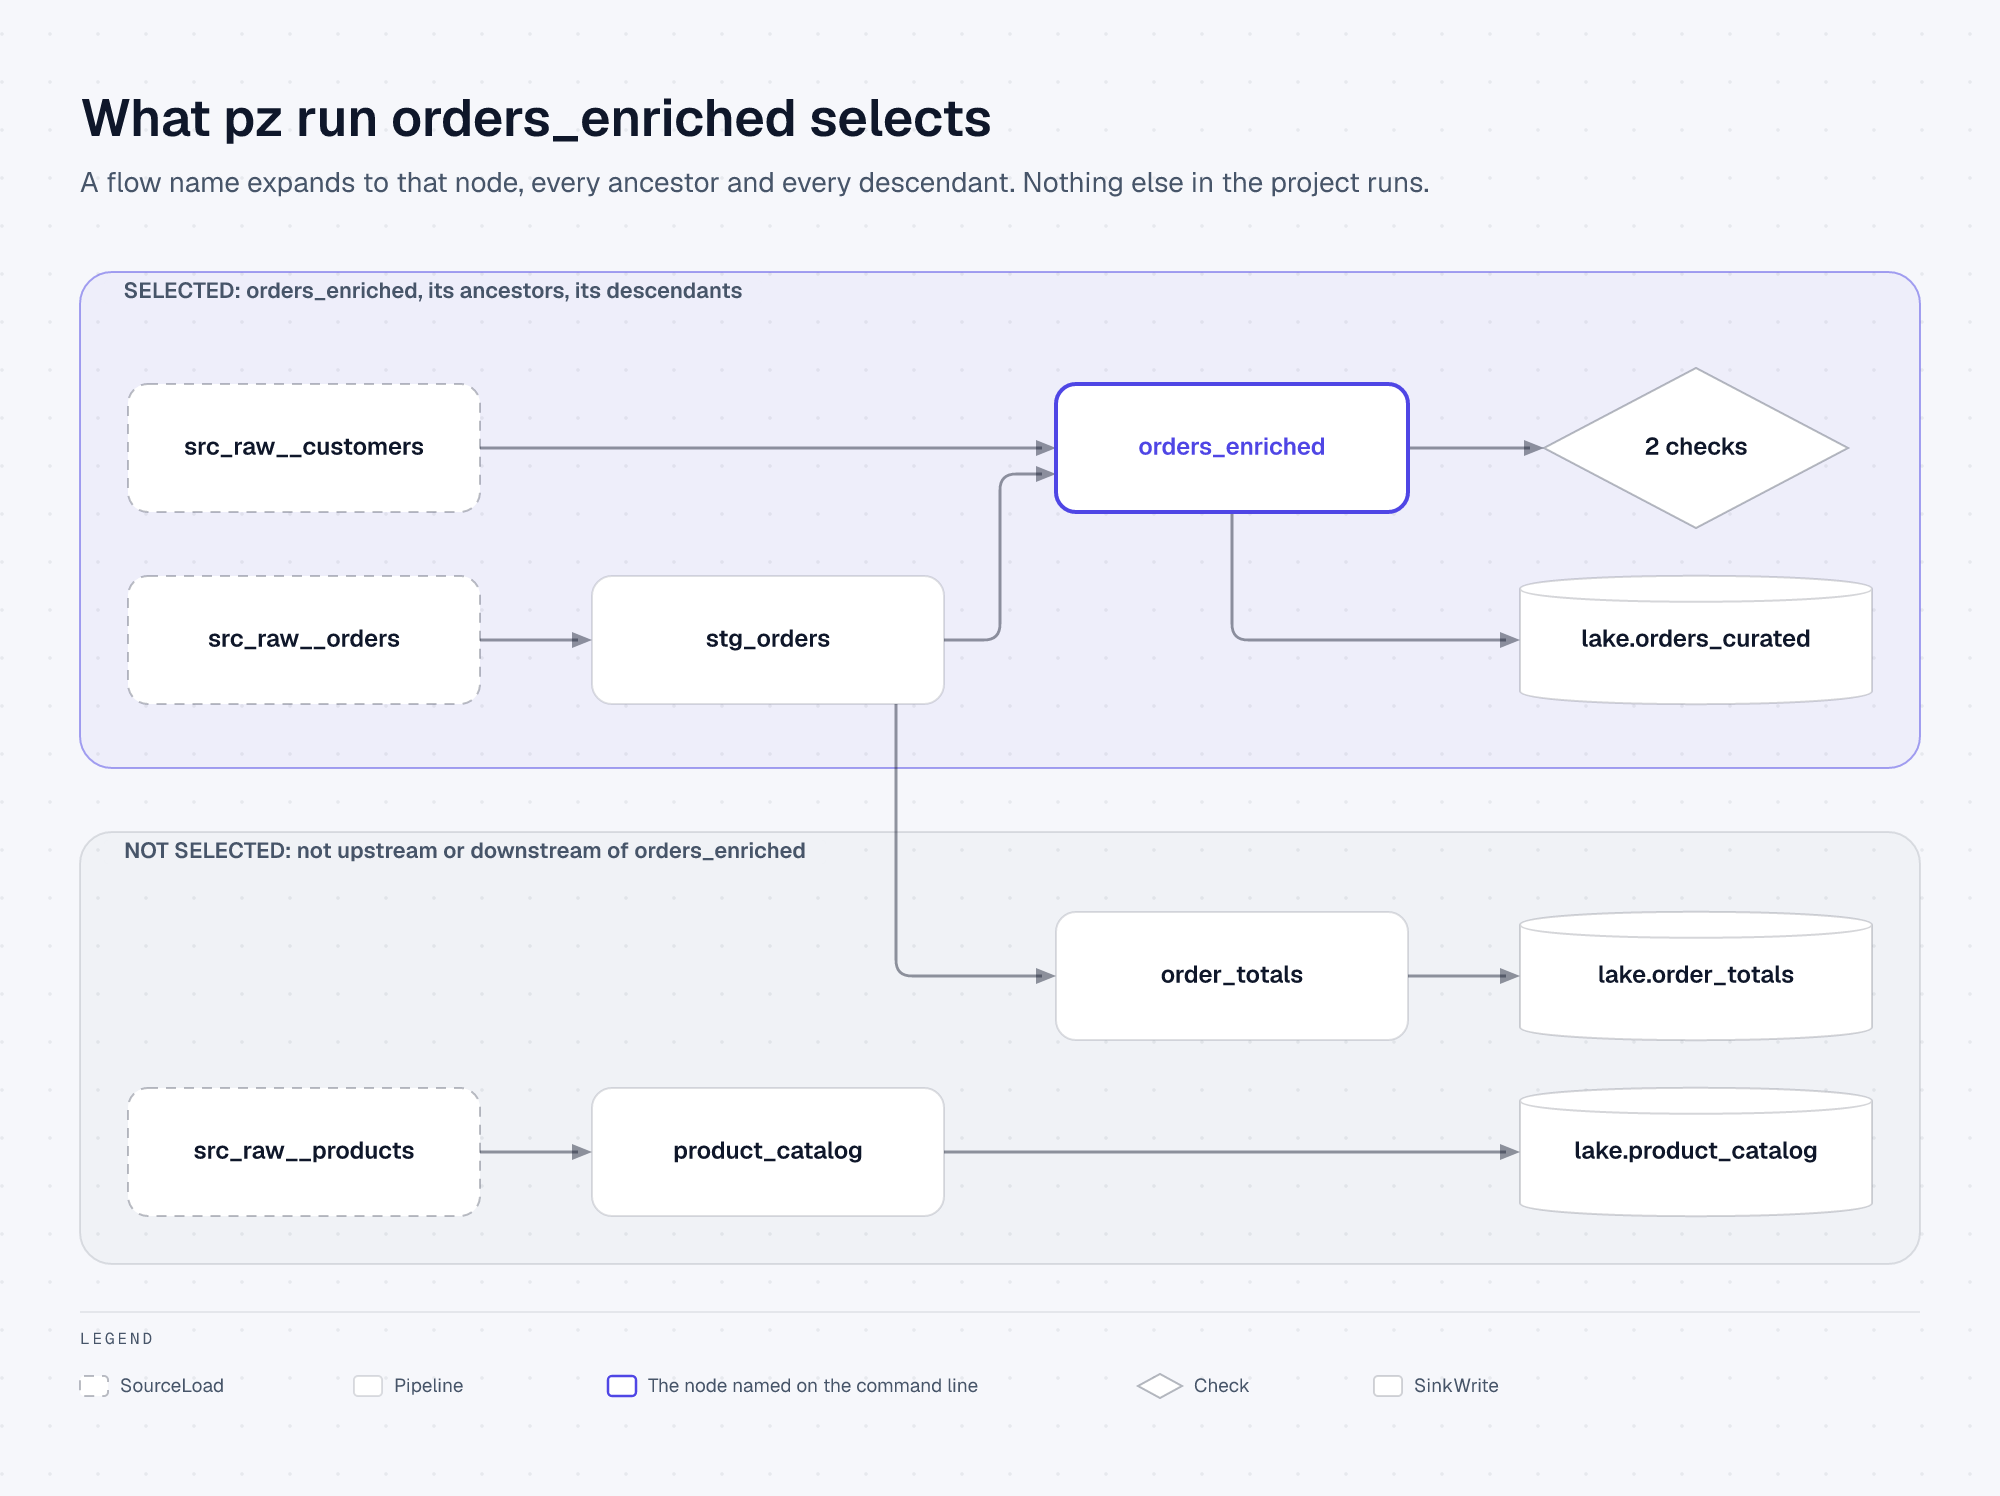 What pz run orders_enriched selects
A flow name expands to that node, every ancestor and every descendant. Nothing else in the project runs.
SELECTED: orders_enriched, its ancestors, its descendants
src_raw__customers
orders_enriched
2 checks
src_raw__orders
stg_orders
lake.orders_curated
NOT SELECTED: not upstream or downstream of orders_enriched
order_totals
lake.order_totals
src_raw__products
product_catalog
lake.product_catalog
LEGEND
SourceLoad
Pipeline
The node named on the command line
Check
SinkWrite